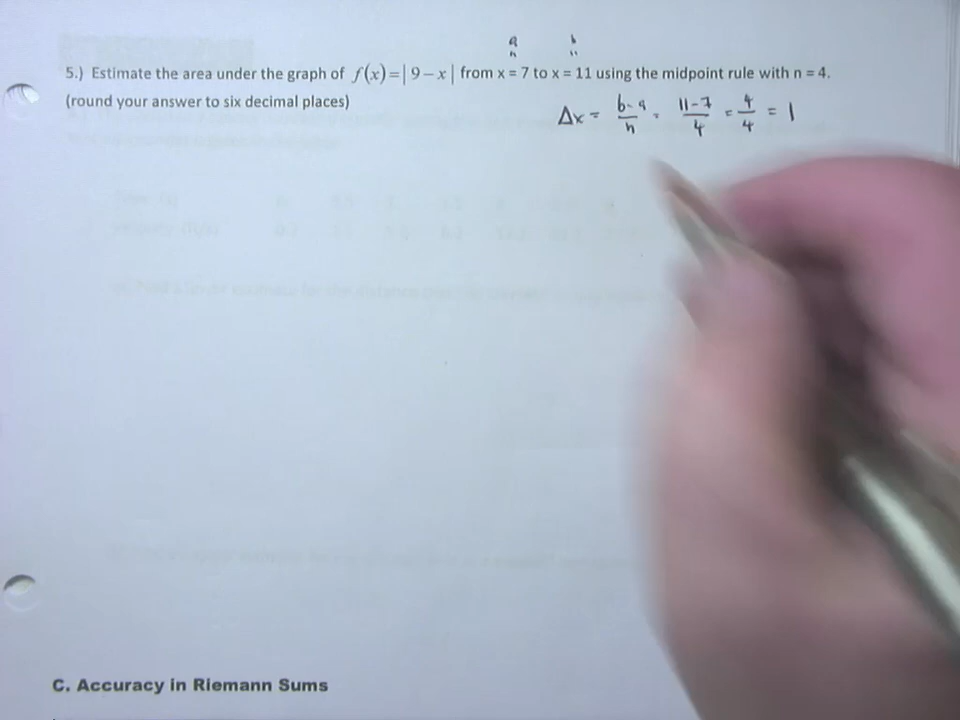 a b
" "
5.) Estimate the area under the graph of f(x)=| 9−x | from x = 7 to x = 11 using the midpoint rule with n = 4.
(round your answer to six decimal places)
Δx = b-a/n = 11-7/4 = 4/4 = 1
C. Accuracy in Riemann Sums